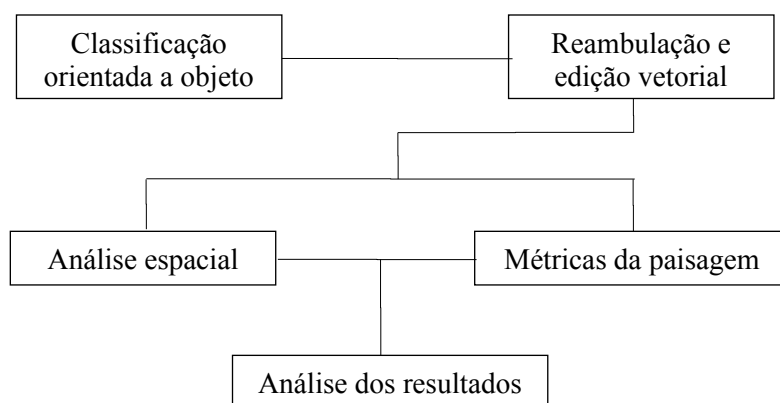 Classificação
orientada a objeto
Reambulação e
edição vetorial
Análise espacial
Métricas da paisagem
Análise dos resultados